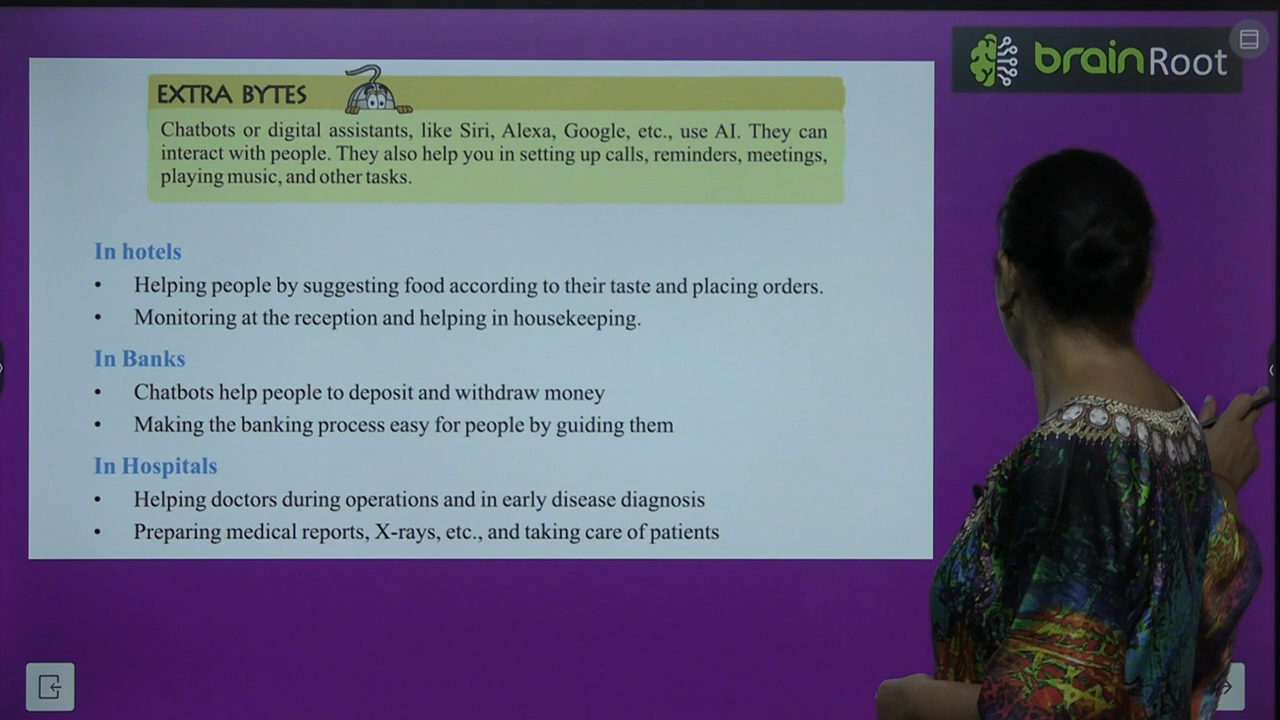 brainRoot
EXTRA BYTES
Chatbots or digital assistants, like Siri, Alexa, Google, etc., use AI. They can
interact with people. They also help you in setting up calls, reminders, meetings,
playing music, and other tasks.
In hotels
• Helping people by suggesting food according to their taste and placing orders.
• Monitoring at the reception and helping in housekeeping.
In Banks
• Chatbots help people to deposit and withdraw money
• Making the banking process easy for people by guiding them
In Hospitals
• Helping doctors during operations and in early disease diagnosis
• Preparing medical reports, X-rays, etc., and taking care of patients